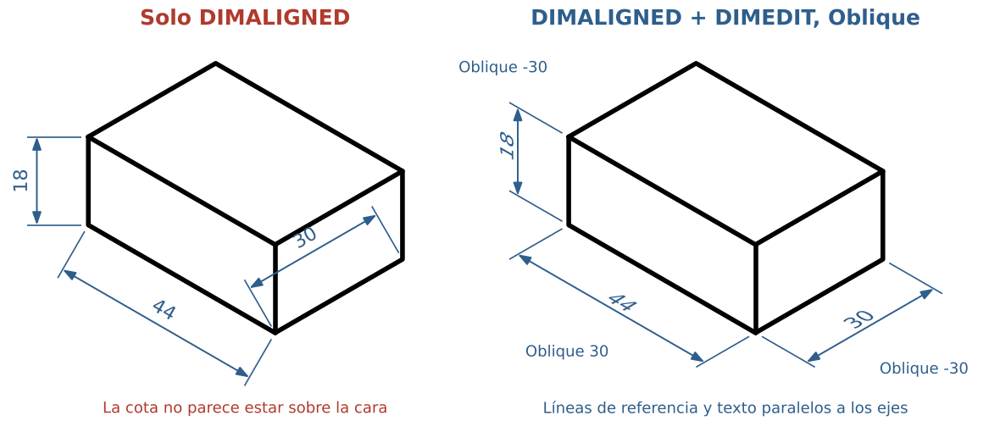 Solo DIMALIGNED
18
30
44
La cota no parece estar sobre la cara
DIMALIGNED + DIMEDIT, Oblique
Oblique -30
18
44
30
Oblique 30
Oblique -30
Líneas de referencia y texto paralelos a los ejes